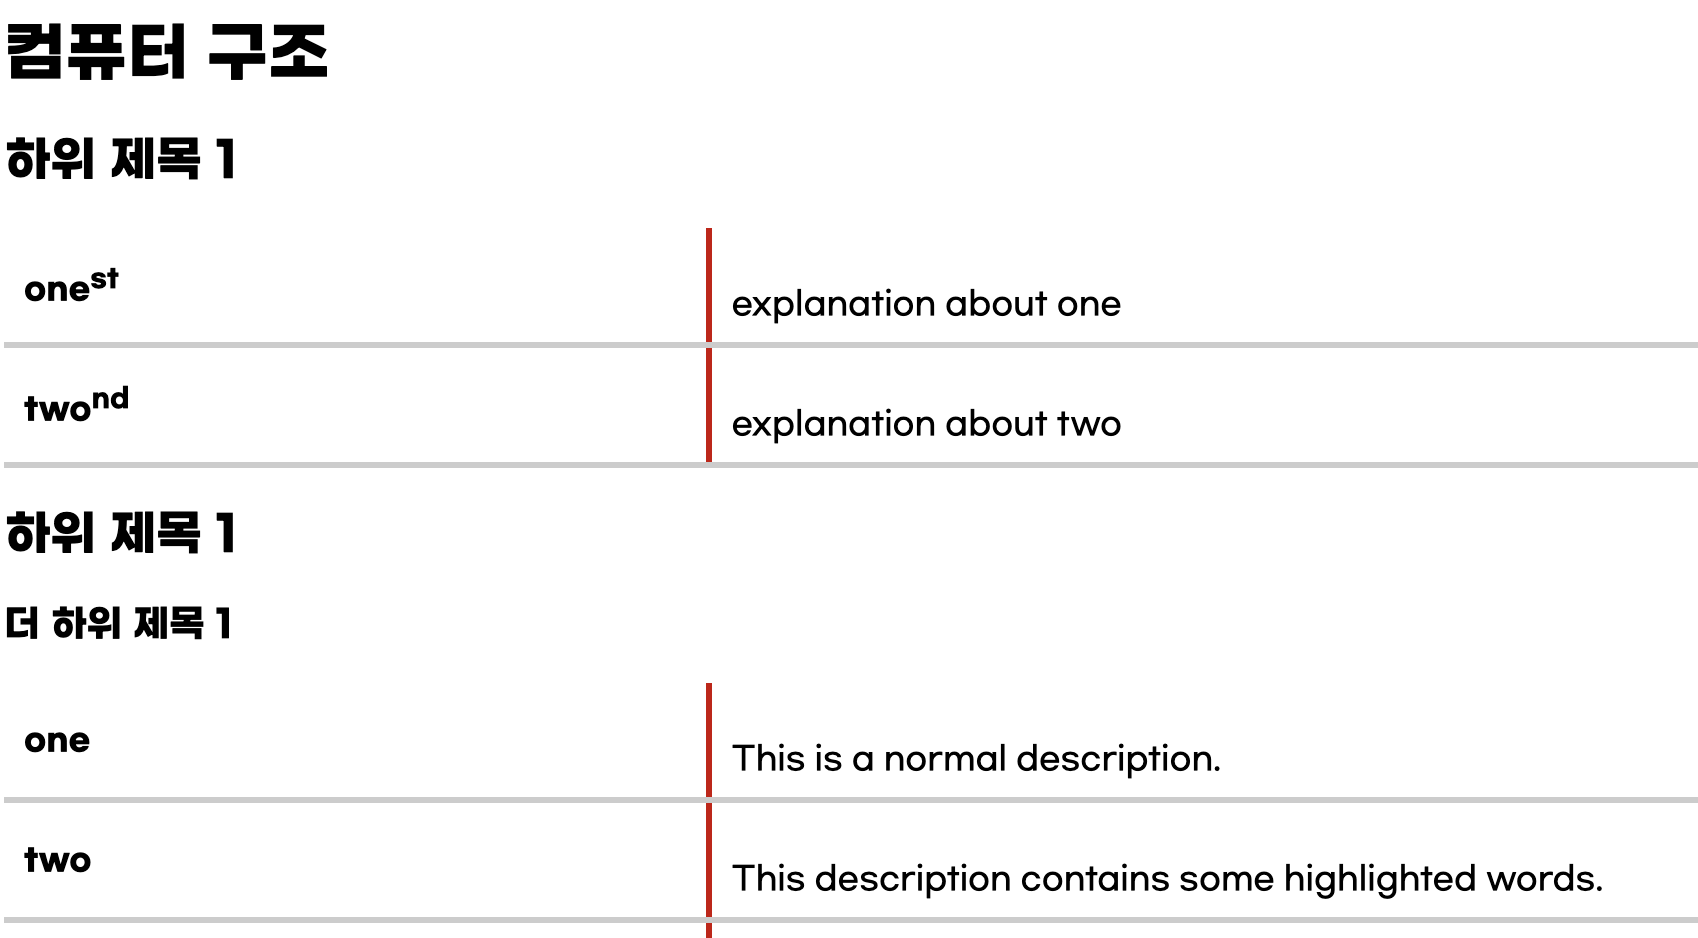 컴퓨터 구조
하위 제목 1
one^st explanation about one
two^nd explanation about two
하위 제목 1
더 하위 제목 1
one This is a normal description.
two This description contains some highlighted words.